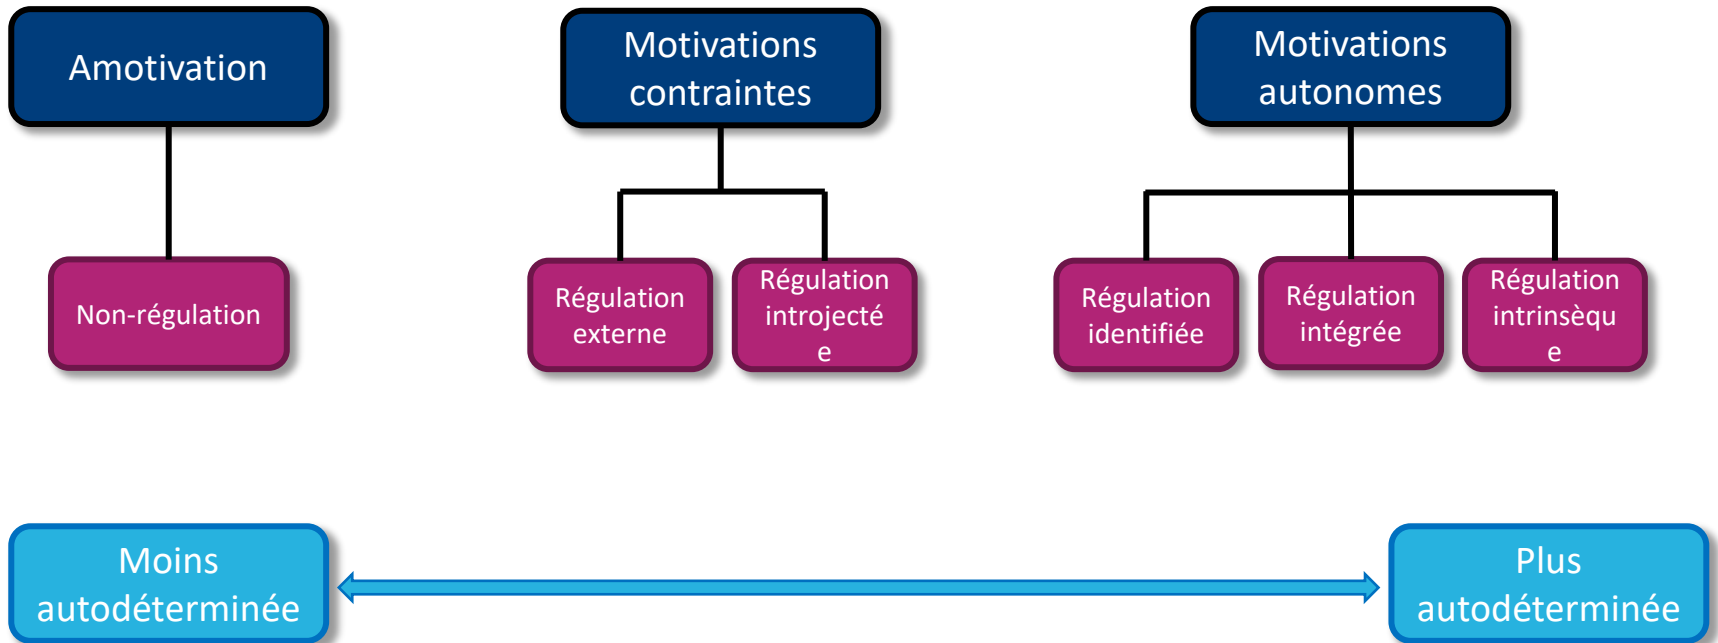 Amotivation
Motivations
contraintes
Motivations
autonomes
Non-régulation
Régulation
externe
Régulation
introjecté
e
Régulation
identifiée
Régulation
intégrée
Régulation
intrinsèqu
e
Moins
autodéterminée
Plus
autodéterminée